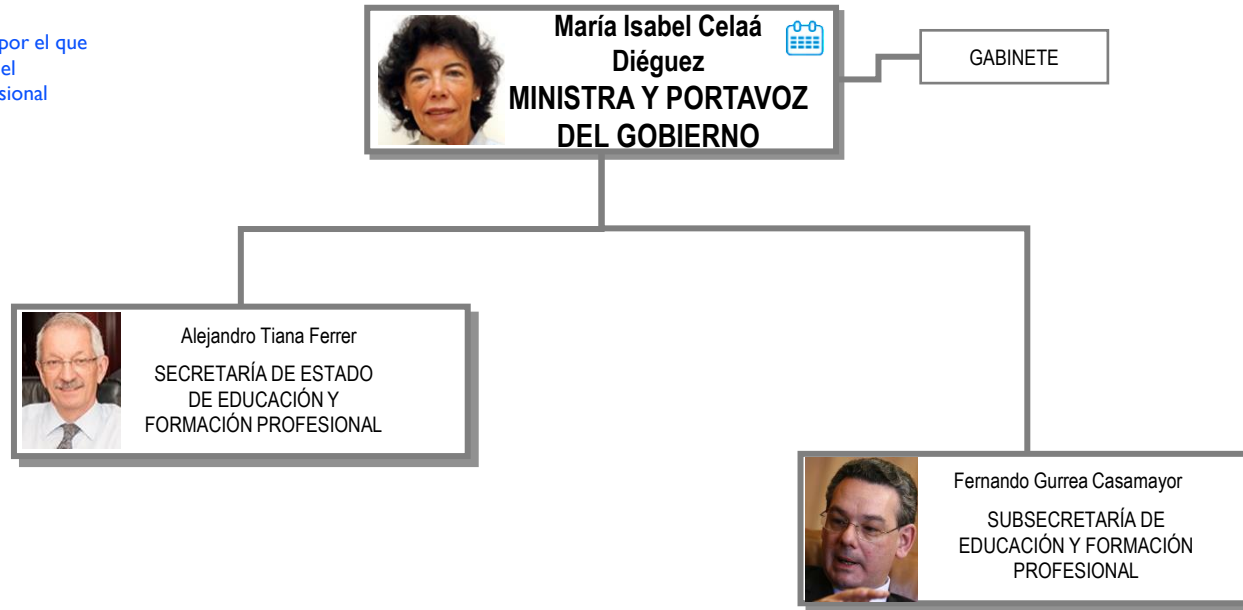 por el que
el
sional
María Isabel Celaá
Diéguez
MINISTRA Y PORTAVOZ
DEL GOBIERNO
GABINETE
Alejandro Tiana Ferrer
SECRETARÍA DE ESTADO
DE EDUCACIÓN Y
FORMACIÓN PROFESIONAL
Fernando Gurrea Casamayor
SUBSECRETARÍA DE
EDUCACIÓN Y FORMACIÓN
PROFESIONAL